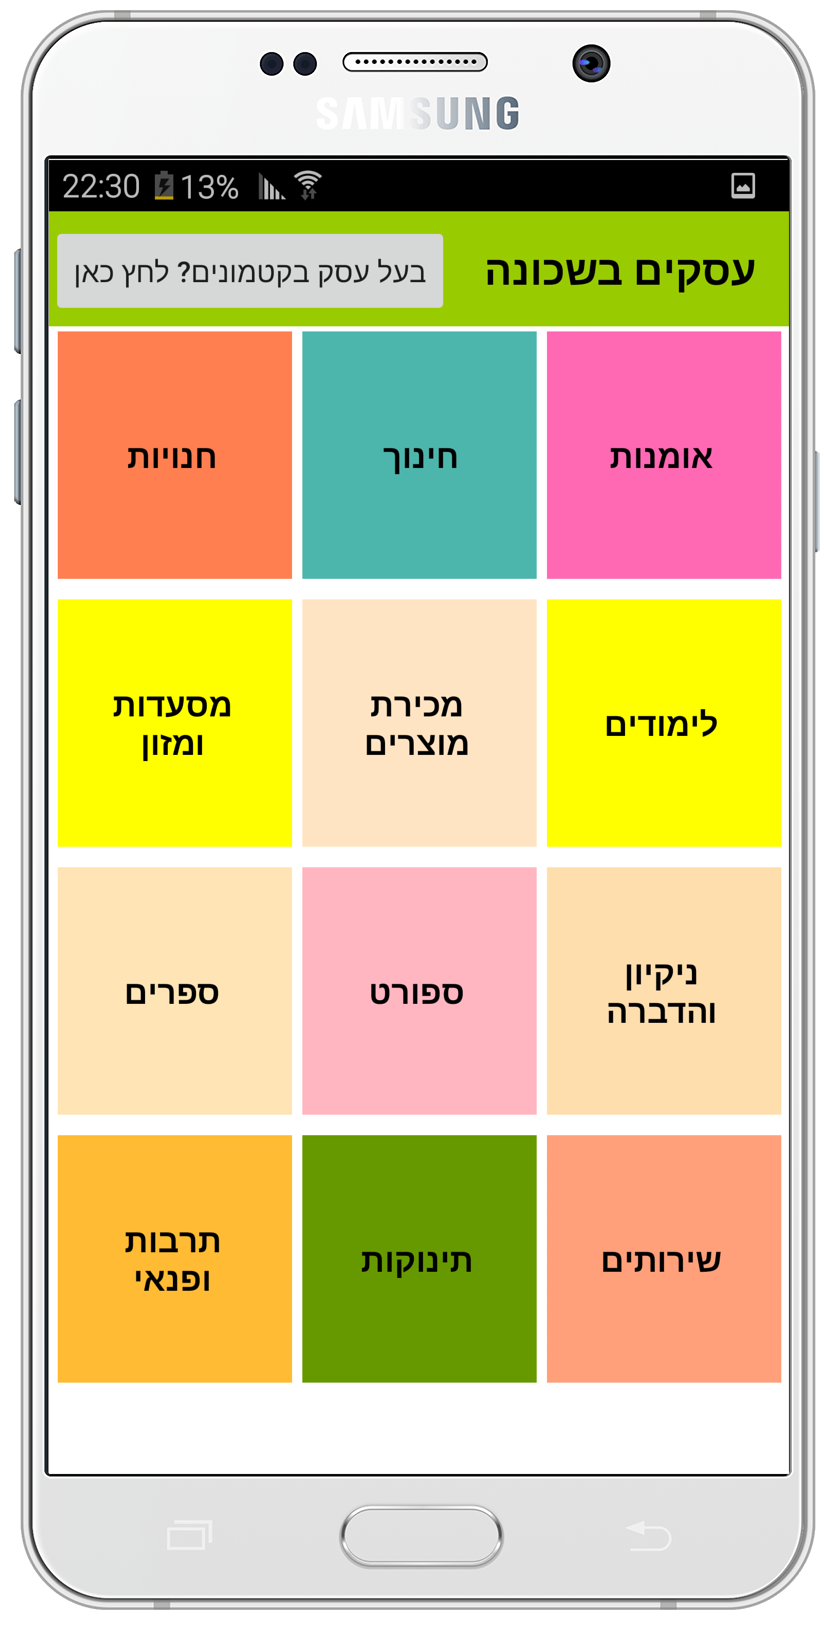 SAMSUNG
22:30 13%
עסקים בשכונה
בעל עסק בקטמונים? לחץ כאן
אומנות
חינוך
חנויות
לימודים
מכירת
מוצרים
מסעדות
ומזון
ניקיון
והדברה
ספורט
ספרים
שירותים
תינוקות
תרבות
ופנאי